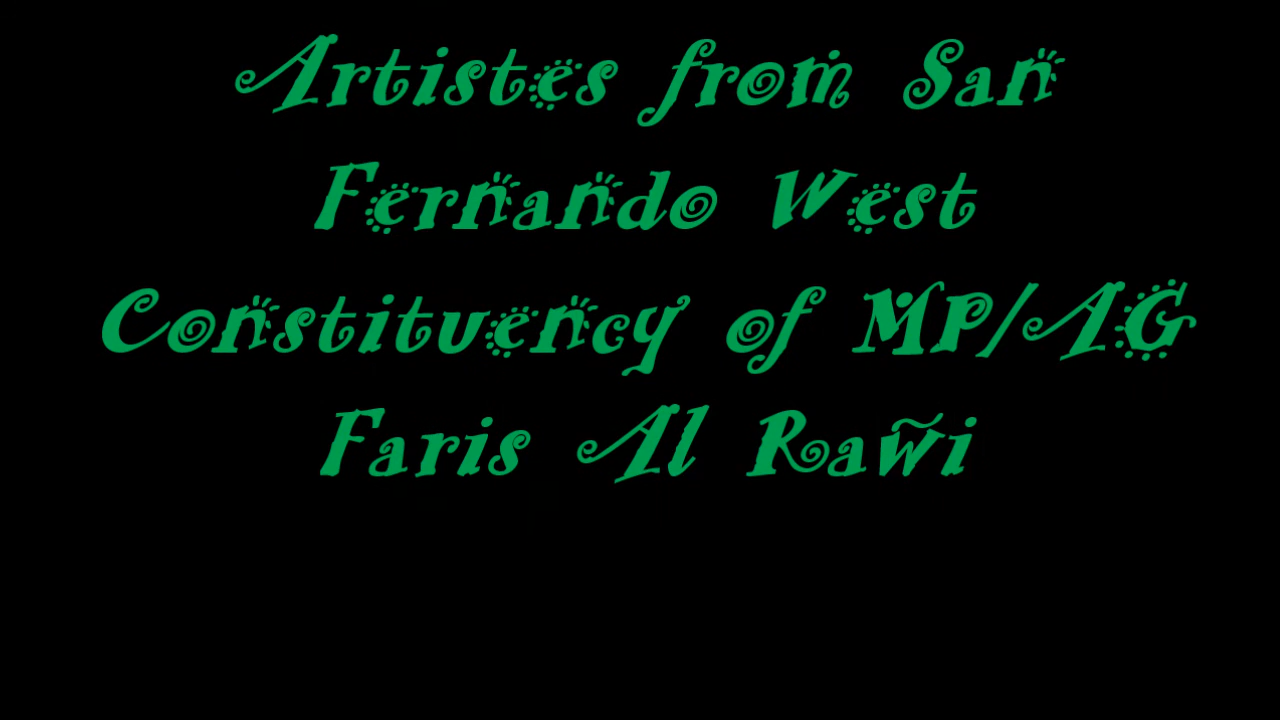 Artistes from San
Fernando West
Constituency of MP/AG
Faris Al Rawi